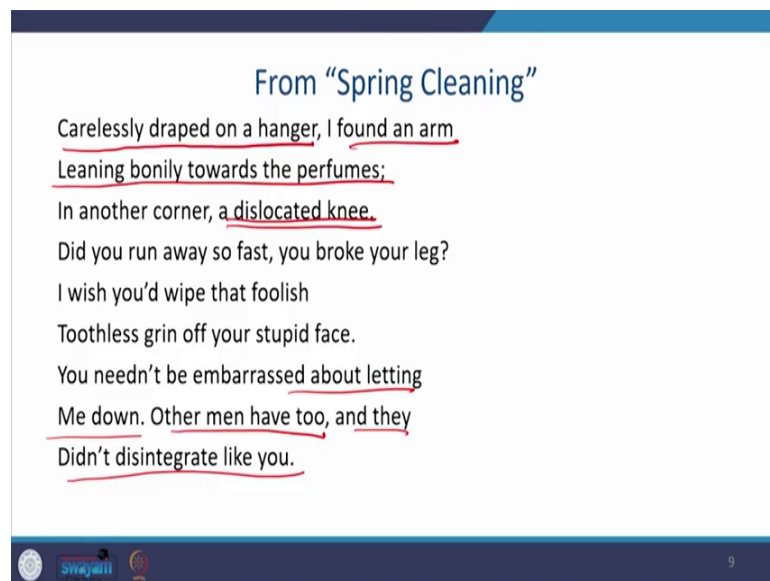 From “Spring Cleaning”
Carelessly draped on a hanger, I found an arm
Leaning bonily towards the perfumes;
In another corner, a dislocated knee.
Did you run away so fast, you broke your leg?
I wish you’d wipe that foolish
Toothless grin off your stupid face.
You needn’t be embarrassed about letting
Me down. Other men have too, and they
Didn’t disintegrate like you.
swayam
9